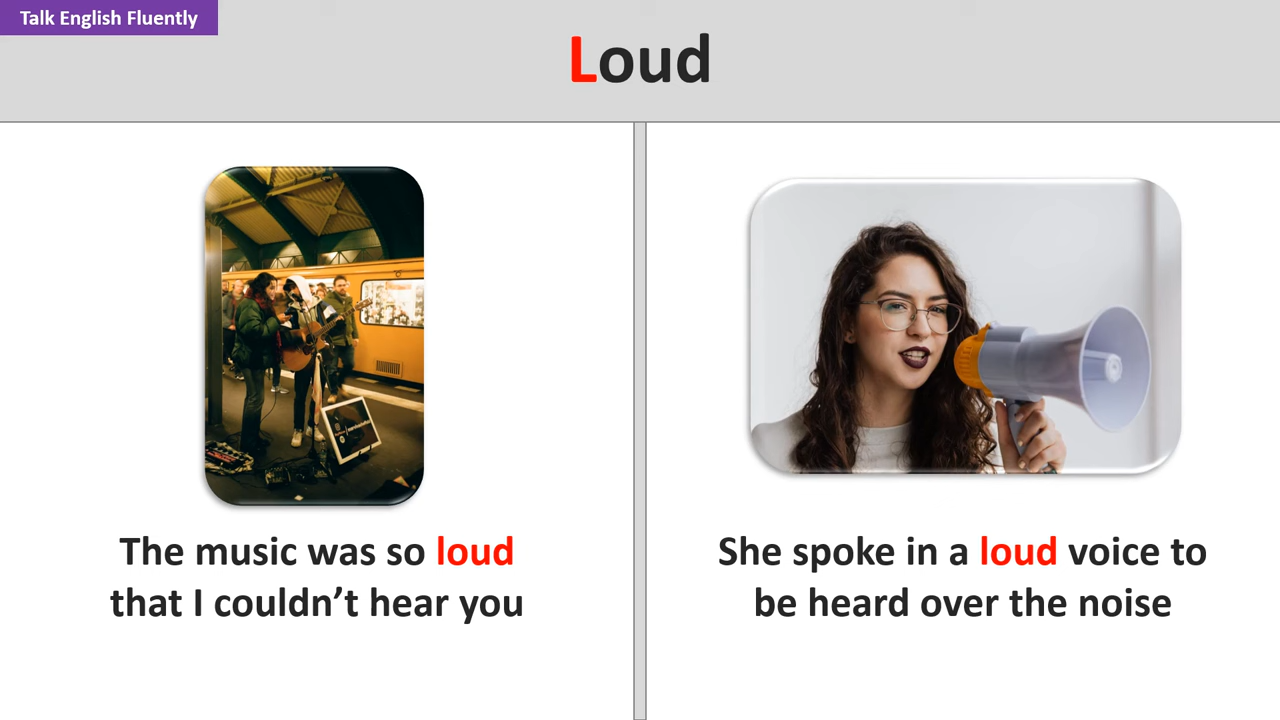 Talk English Fluently
Loud
The music was so loud
that I couldn’t hear you
She spoke in a loud voice to
be heard over the noise